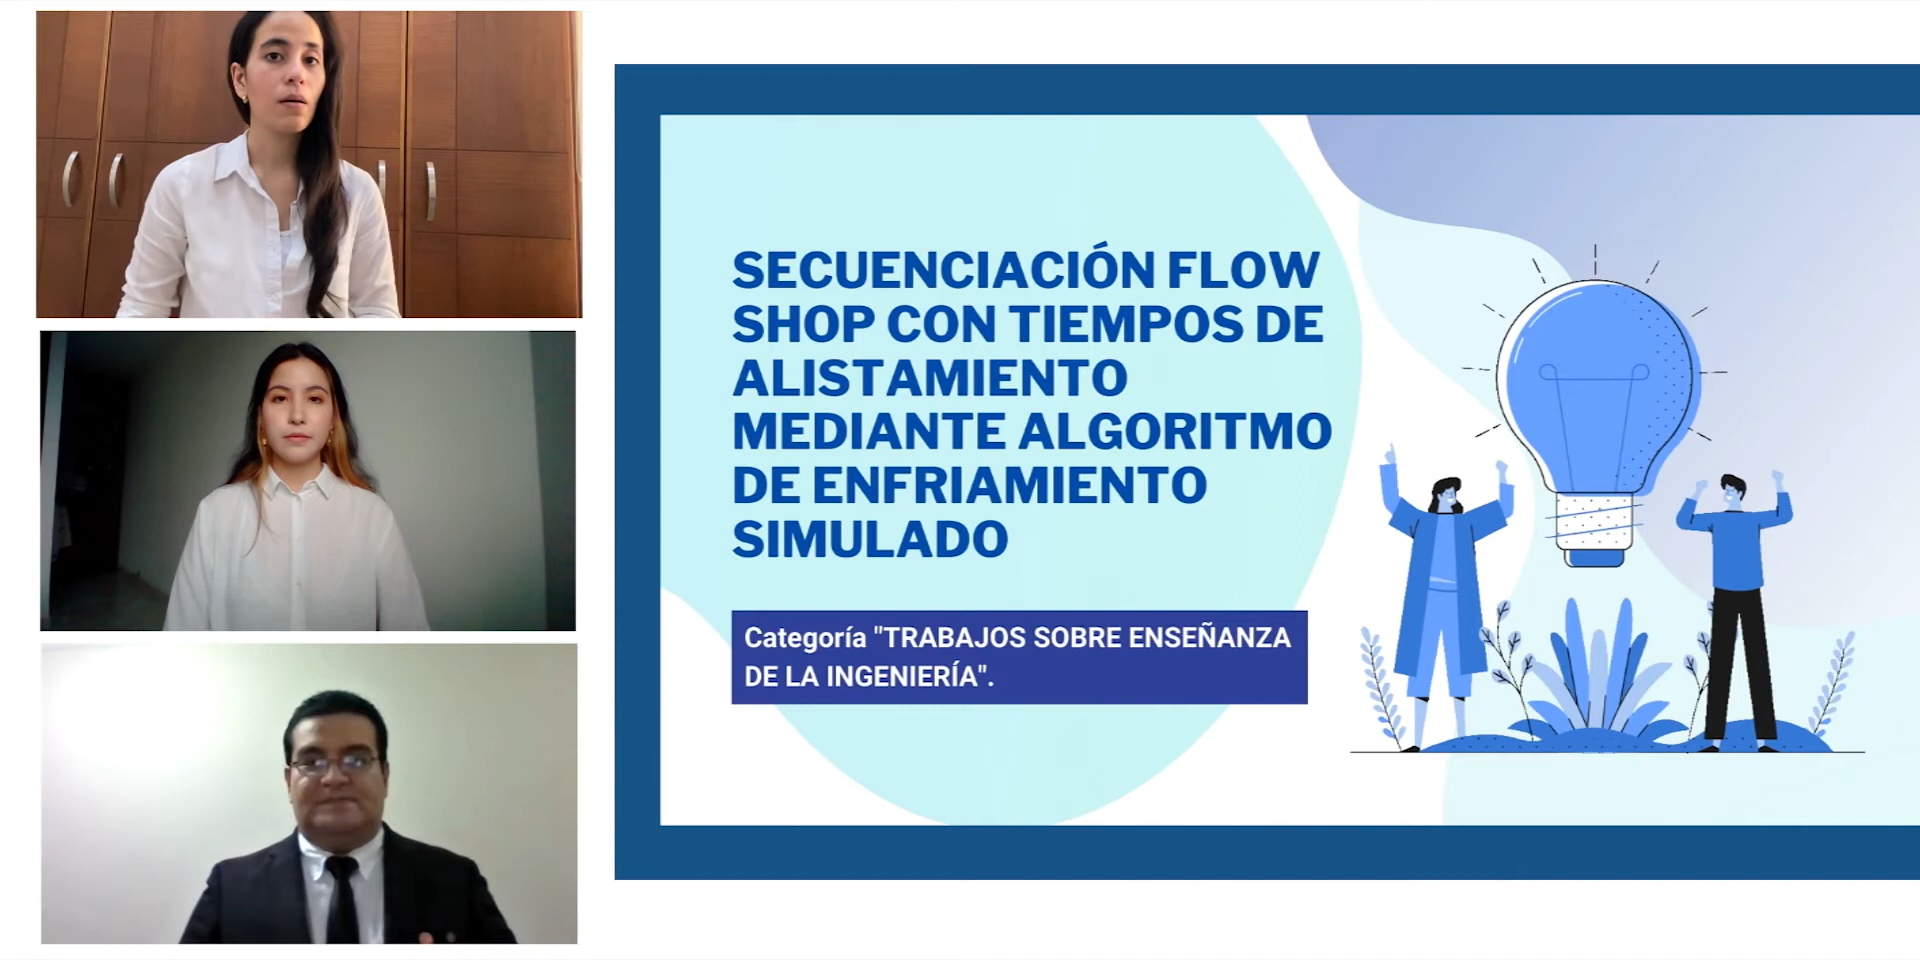 SECUENCIACIÓN FLOW
SHOP CON TIEMPOS DE
ALISTAMIENTO
MEDIANTE ALGORITMO
DE ENFRIAMIENTO
SIMULADO
Categoría "TRABAJOS SOBRE ENSEÑANZA
DE LA INGENIERÍA".